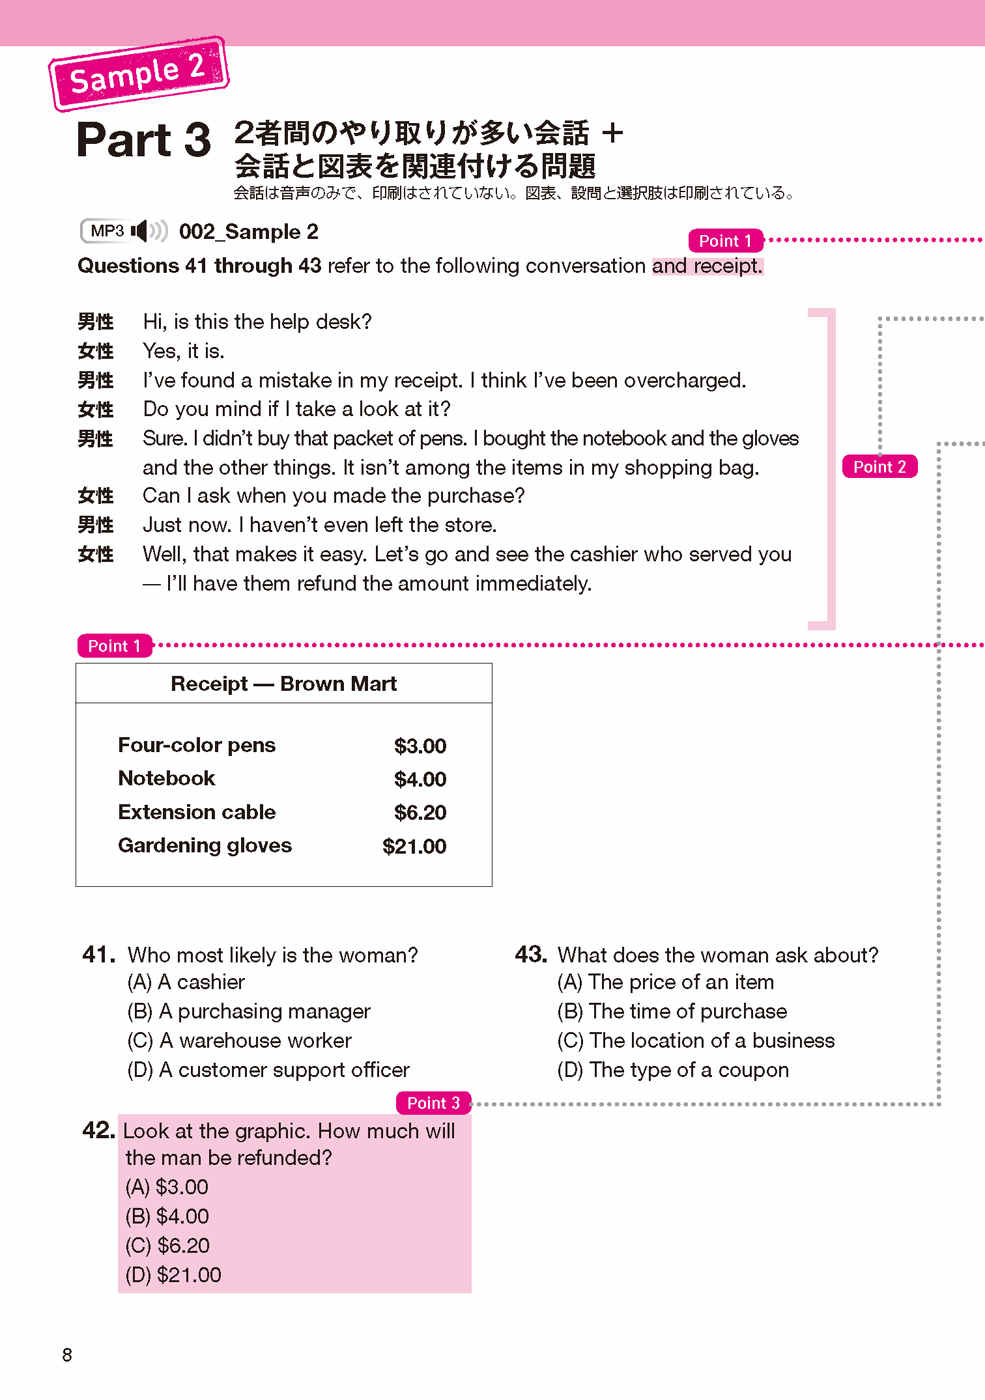 Sample 2
Part 3 2者間のやり取りが多い会話 ＋
会話と図表を関連付ける問題
会話は音声のみで、印刷はされていない。図表、設問と選択肢は印刷されている。
MP3 002_Sample 2
Point 1
Questions 41 through 43 refer to the following conversation and receipt.
男性 Hi, is this the help desk?
女性 Yes, it is.
男性 I’ve found a mistake in my receipt. I think I’ve been overcharged.
女性 Do you mind if I take a look at it?
男性 Sure. I didn’t buy that packet of pens. I bought the notebook and the gloves
and the other things. It isn’t among the items in my shopping bag.
Point 2
女性 Can I ask when you made the purchase?
男性 Just now. I haven’t even left the store.
女性 Well, that makes it easy. Let’s go and see the cashier who served you
— I’ll have them refund the amount immediately.
Point 1
Receipt — Brown Mart
Four-color pens $3.00
Notebook $4.00
Extension cable $6.20
Gardening gloves $21.00
41. Who most likely is the woman?
(A) A cashier
(B) A purchasing manager
(C) A warehouse worker
(D) A customer support officer
Point 3
42. Look at the graphic. How much will
the man be refunded?
(A) $3.00
(B) $4.00
(C) $6.20
(D) $21.00
43. What does the woman ask about?
(A) The price of an item
(B) The time of purchase
(C) The location of a business
(D) The type of a coupon
8